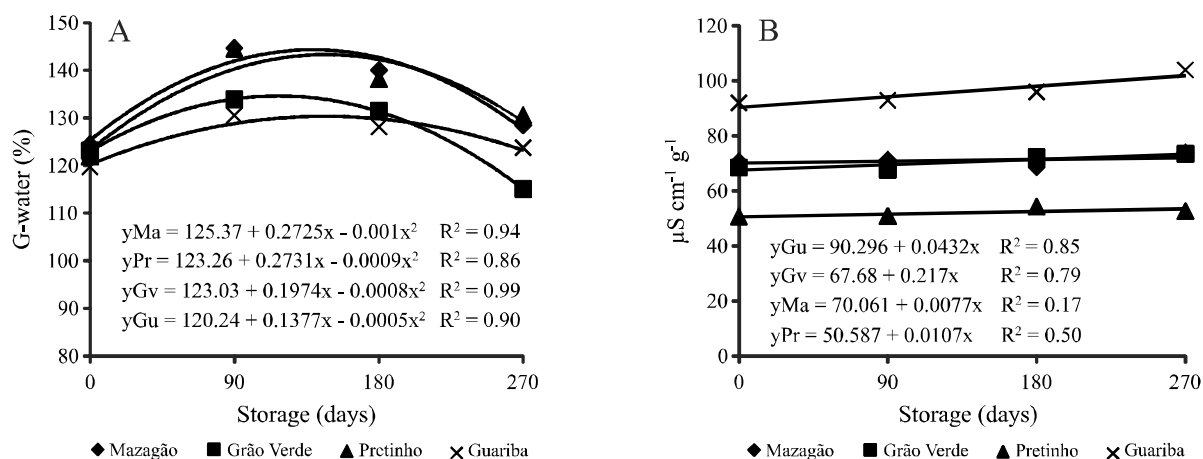 A
G-water (%)
150
140
130
120
110
100
90
80
yMa = 125.37 + 0.2725x - 0.001x² R² = 0.94
yPr = 123.26 + 0.2731x - 0.0009x² R² = 0.86
yGv = 123.03 + 0.1974x - 0.0008x² R² = 0.99
yGu = 120.24 + 0.1377x - 0.0005x² R² = 0.90
0 90 180 270
Storage (days)
Mazagão Grão Verde Pretinho Guariba
B
µS cm⁻¹ g⁻¹
120
100
80
60
40
20
0
yGu = 90.296 + 0.0432x R² = 0.85
yGv = 67.68 + 0.217x R² = 0.79
yMa = 70.061 + 0.0077x R² = 0.17
yPr = 50.587 + 0.0107x R² = 0.50
0 90 180 270
Storage (days)
Mazagão Grão Verde Pretinho Guariba